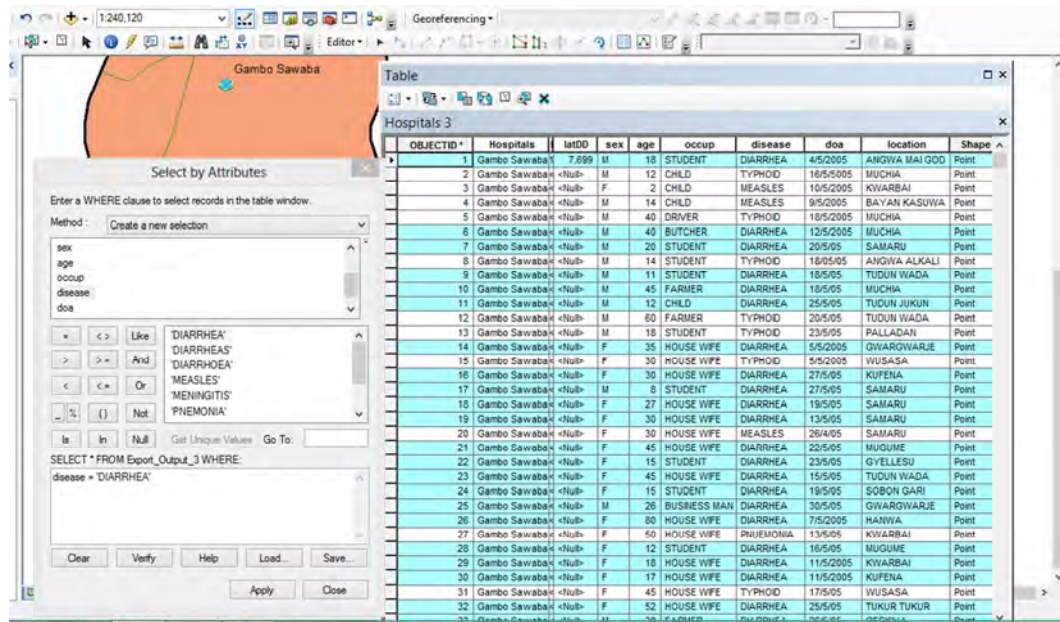 1:240,120
Georeferencing
Editor
Gambo Sawaba
Table
Hospitals 3
OBJECTID * Hospitals latDD sex age occup disease doa location Shape
1 Gambo Sawaba 7.699 M 18 STUDENT DIARRHEA 4/5/2005 ANGWA MAI GOD Point
2 Gambo Sawaba <Null> M 12 CHILD TYPHOID 16/5/5005 MUCHIA Point
3 Gambo Sawaba <Null> F 2 CHILD MEASLES 10/5/2005 KWARBAI Point
4 Gambo Sawaba <Null> M 14 CHILD MEASLES 9/5/2005 BAYAN KASUWA Point
5 Gambo Sawaba <Null> M 40 DRIVER TYPHOID 18/5/2005 MUCHIA Point
6 Gambo Sawaba <Null> M 40 BUTCHER DIARRHEA 12/5/2005 MUCHIA Point
7 Gambo Sawaba <Null> M 20 STUDENT DIARRHEA 20/5/05 SAMARU Point
8 Gambo Sawaba <Null> M 14 STUDENT TYPHOID 18/05/05 ANGWA ALKALI Point
9 Gambo Sawaba <Null> M 11 STUDENT DIARRHEA 18/5/05 TUDUN WADA Point
10 Gambo Sawaba <Null> M 45 FARMER DIARRHEA 18/5/05 MUCHIA Point
11 Gambo Sawaba <Null> M 12 CHILD DIARRHEA 25/5/05 TUDUN JUKUN Point
12 Gambo Sawaba <Null> M 60 FARMER TYPHOID 20/5/05 TUDUN WADA Point
13 Gambo Sawaba <Null> M 18 STUDENT TYPHOID 23/5/05 PALLADAN Point
14 Gambo Sawaba <Null> F 35 HOUSE WIFE DIARRHEA 5/5/2005 GWARGWARJE Point
15 Gambo Sawaba <Null> F 30 HOUSE WIFE TYPHOID 5/5/2005 WUSASA Point
16 Gambo Sawaba <Null> F 30 HOUSE WIFE DIARRHEA 27/5/05 KUFENA Point
17 Gambo Sawaba <Null> M 8 STUDENT DIARRHEA 27/5/05 SAMARU Point
18 Gambo Sawaba <Null> F 27 HOUSE WIFE DIARRHEA 19/5/05 SAMARU Point
19 Gambo Sawaba <Null> F 30 HOUSE WIFE DIARRHEA 13/5/05 SAMARU Point
20 Gambo Sawaba <Null> F 30 HOUSE WIFE MEASLES 26/4/05 SAMARU Point
21 Gambo Sawaba <Null> F 45 HOUSE WIFE DIARRHEA 22/5/05 MUGUME Point
22 Gambo Sawaba <Null> F 15 STUDENT DIARRHEA 23/5/05 GYELLESU Point
23 Gambo Sawaba <Null> F 45 HOUSE WIFE DIARRHEA 15/5/05 TUDUN WADA Point
24 Gambo Sawaba <Null> F 15 STUDENT DIARRHEA 19/5/05 SOBON GARI Point
25 Gambo Sawaba <Null> M 26 BUSINESS MAN DIARRHEA 30/5/05 GWARGWARJE Point
26 Gambo Sawaba <Null> F 80 HOUSE WIFE DIARRHEA 7/5/2005 HANWA Point
27 Gambo Sawaba <Null> F 50 HOUSE WIFE PNUEMONIA 13/5/05 KWARBAI Point
28 Gambo Sawaba <Null> F 12 STUDENT DIARRHEA 16/5/05 MUGUME Point
29 Gambo Sawaba <Null> F 18 HOUSE WIFE DIARRHEA 11/5/2005 KWARBAI Point
30 Gambo Sawaba <Null> F 17 HOUSE WIFE DIARRHEA 11/5/2005 KUFENA Point
31 Gambo Sawaba <Null> F 45 HOUSE WIFE TYPHOID 17/5/05 WUSASA Point
32 Gambo Sawaba <Null> F 52 HOUSE WIFE DIARRHEA 25/5/05 TUKUR TUKUR Point
Select by Attributes
Enter a WHERE clause to select records in the table window.
Method : Create a new selection
sex
age
occup
disease
doa
= < > Like
> > = And
< < = Or
_ % ( ) Not
Is In Null
'DIARRHEA'
'DIARRHEAS'
'DIARRHOEA'
'MEASLES'
'MENINGITIS'
'PNEMONIA'
Get Unique Values Go To:
SELECT * FROM Export_Output_3 WHERE:
disease = 'DIARRHEA'
Clear Verify Help Load... Save...
Apply Close